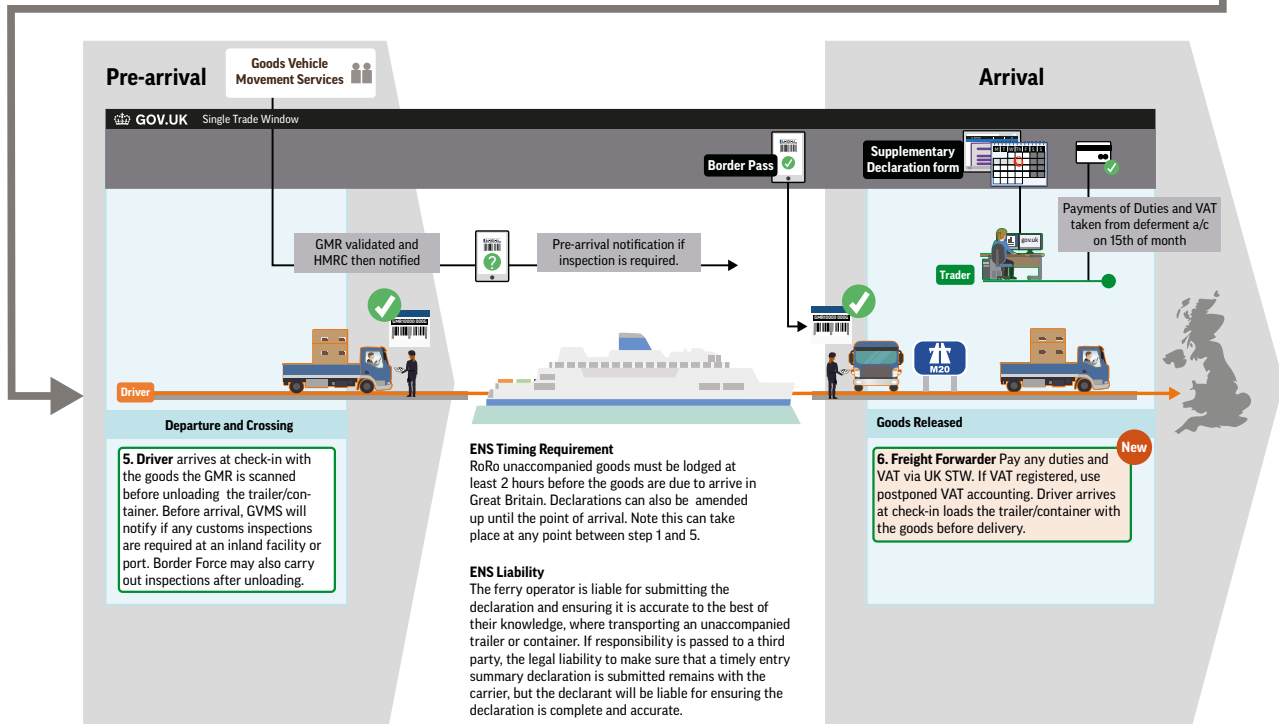 Pre-arrival
Goods Vehicle
Movement Services
Arrival
GOV.UK Single Trade Window
Border Pass
Supplementary
Declaration form
M T W Th F S S
GMR validated and
HMRC then notified
Pre-arrival notification if
inspection is required.
Payments of Duties and VAT
taken from deferment a/c
on 15th of month
gov.uk
Trader
M20
Driver
Departure and Crossing
5. Driver arrives at check-in with
the goods the GMR is scanned
before unloading the trailer/con-
tainer. Before arrival, GVMS will
notify if any customs inspections
are required at an inland facility or
port. Border Force may also carry
out inspections after unloading.
ENS Timing Requirement
RoRo unaccompanied goods must be lodged at
least 2 hours before the goods are due to arrive in
Great Britain. Declarations can also be amended
up until the point of arrival. Note this can take
place at any point between step 1 and 5.
ENS Liability
The ferry operator is liable for submitting the
declaration and ensuring it is accurate to the best of
their knowledge, where transporting an unaccompanied
trailer or container. If responsibility is passed to a third
party, the legal liability to make sure that a timely entry
summary declaration is submitted remains with the
carrier, but the declarant will be liable for ensuring the
declaration is complete and accurate.
Goods Released
New
6. Freight Forwarder Pay any duties and
VAT via UK STW. If VAT registered, use
postponed VAT accounting. Driver arrives
at check-in loads the trailer/container with
the goods before delivery.